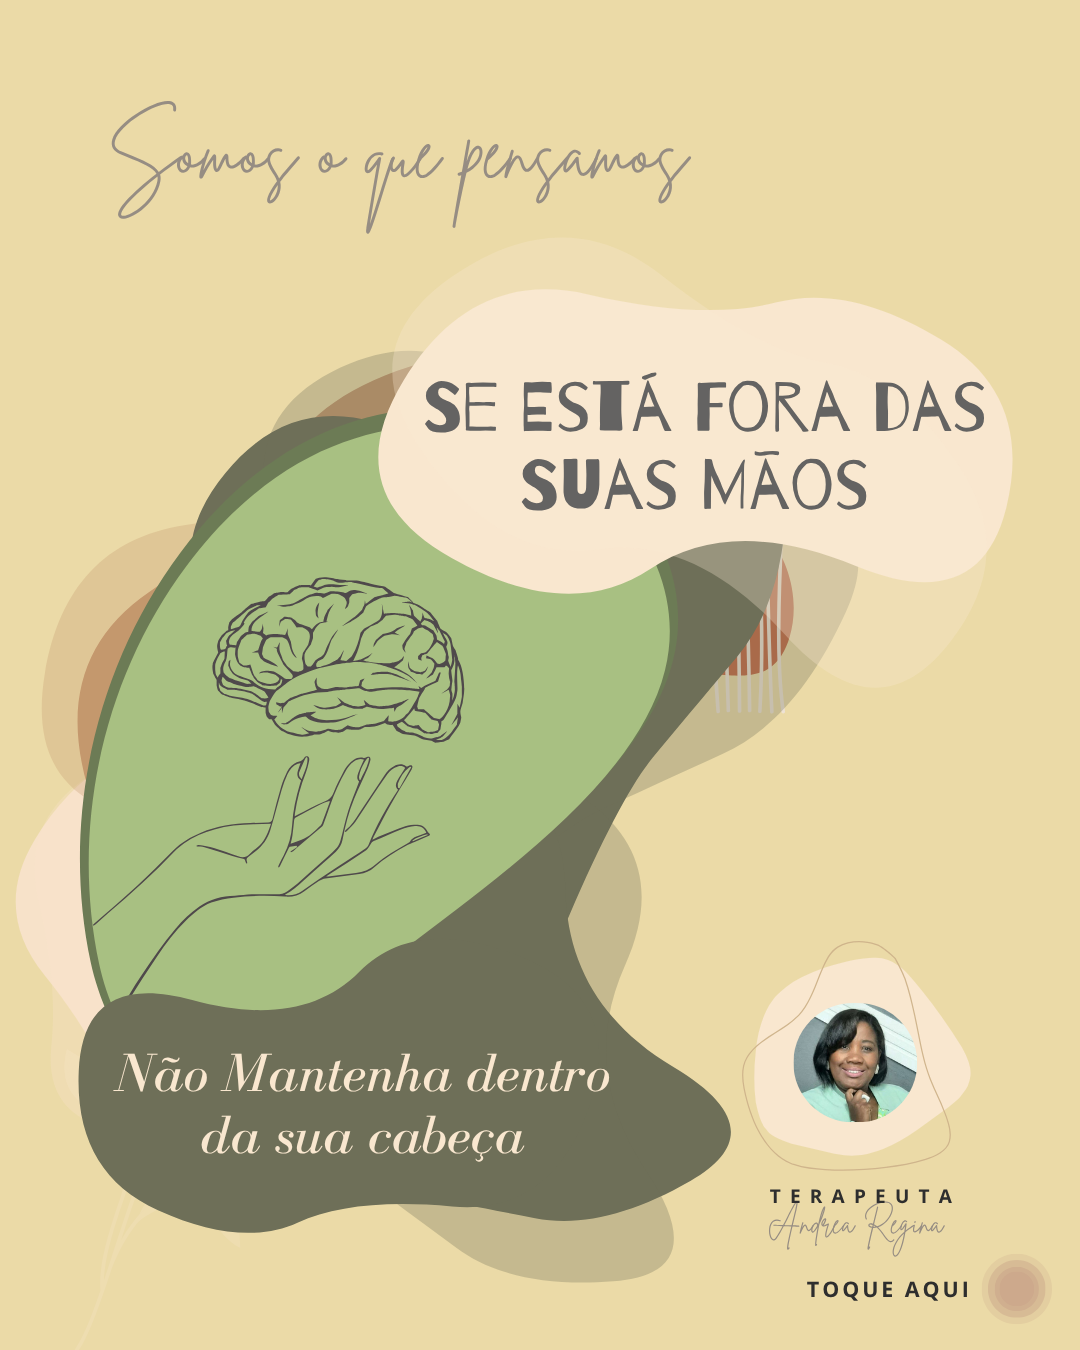 Somos o que pensamos
SE ESTÁ FORA DAS
SUAS MÃOS
Não Mantenha dentro
da sua cabeça
TERAPEUTA
Andrea Regina
TOQUE AQUI